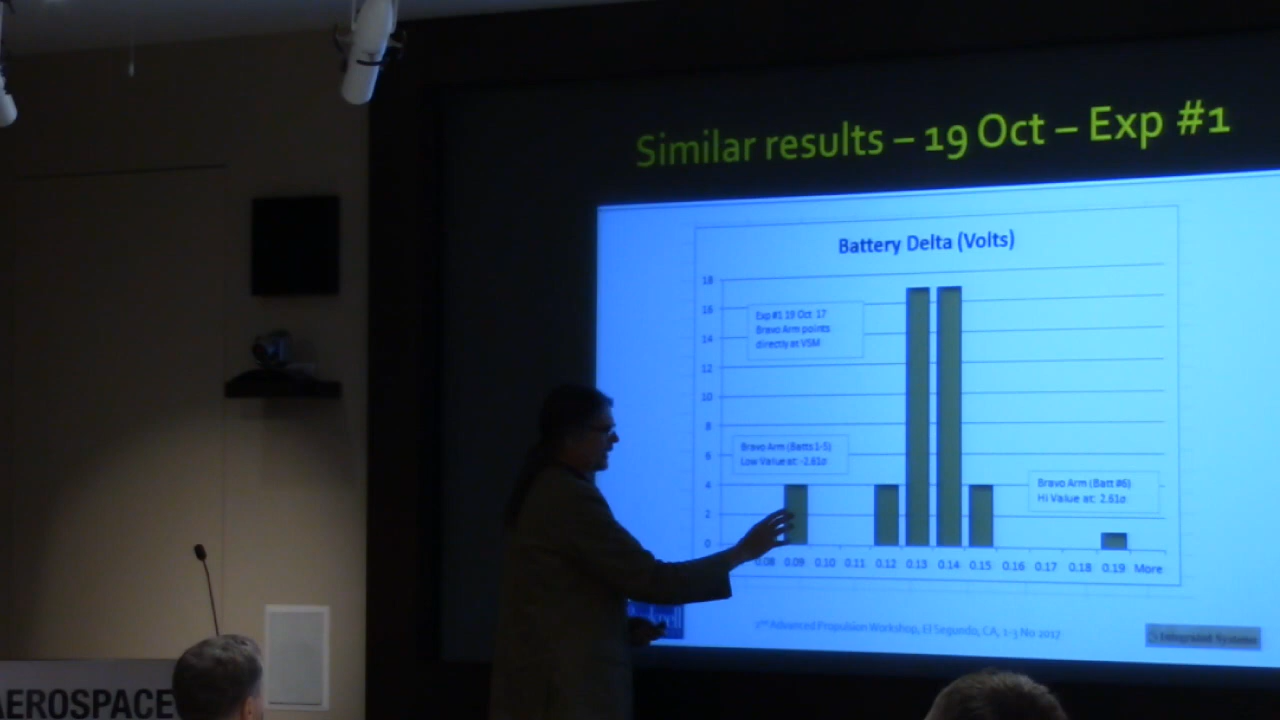 Similar results – 19 Oct – Exp #1
Battery Delta (Volts)
18
16
14
12
10
8
6
4
2
0
Exp #1 19 Oct 17
Bravo Arm points
directly at VSM
Bravo Arm (Batts 1-5)
Low Value at: -2.61σ
Bravo Arm (Batt #6)
Hi Value at: 2.61σ
0.08 0.09 0.10 0.11 0.12 0.13 0.14 0.15 0.16 0.17 0.18 0.19 More
2nd Advanced Propulsion Workshop, El Segundo, CA, 1-3 No 2017
Integrated Systems
AEROSPACE